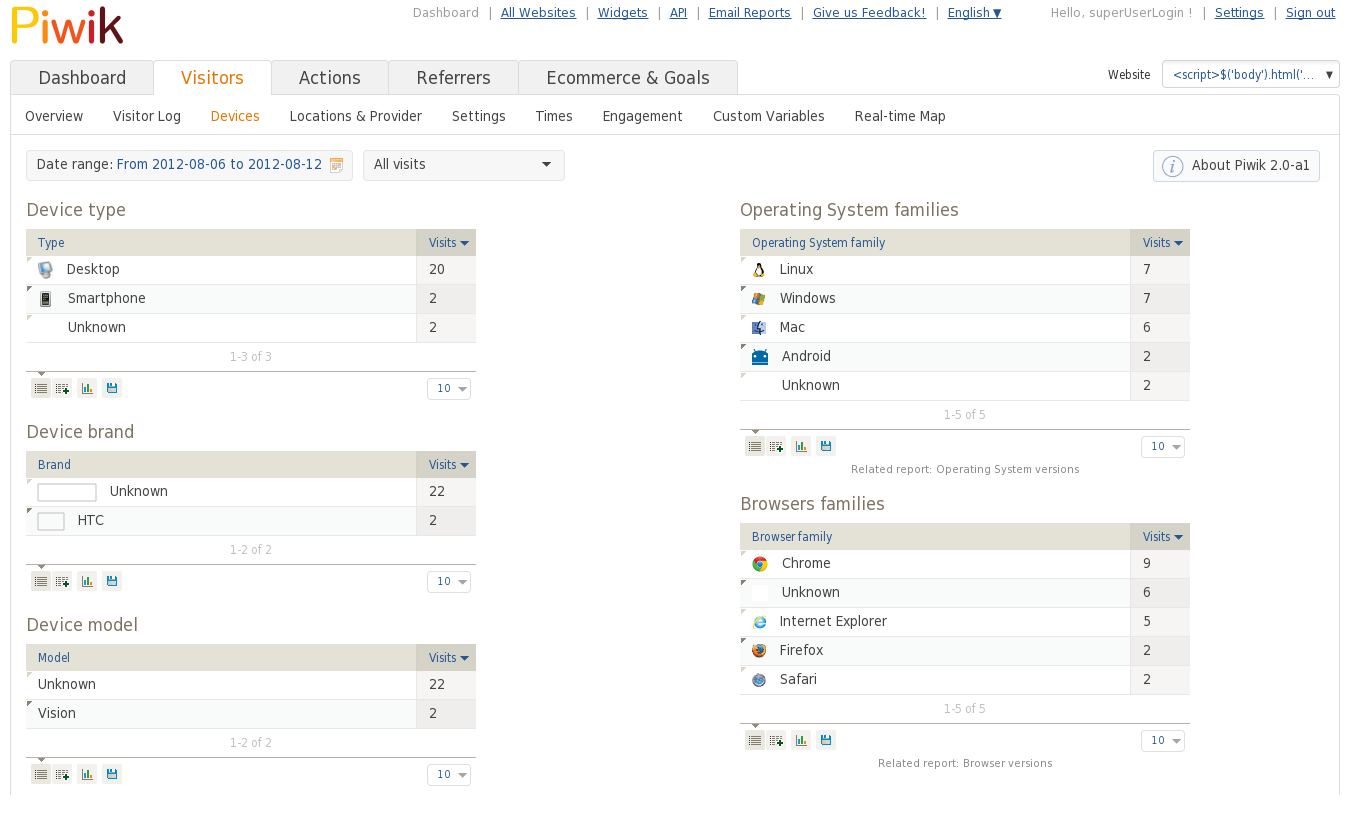 Piwik
Dashboard | All Websites | Widgets | API | Email Reports | Give us Feedback! | English ▼ Hello, superUserLogin ! | Settings | Sign out
Dashboard Visitors Actions Referrers Ecommerce & Goals
Website <script>$('body').html('... ▼
Overview Visitor Log Devices Locations & Provider Settings Times Engagement Custom Variables Real-time Map
Date range: From 2012-08-06 to 2012-08-12 All visits
About Piwik 2.0-a1
Device type
Type Visits
Desktop 20
Smartphone 2
Unknown 2
1-3 of 3
10
Device brand
Brand Visits
Unknown 22
HTC 2
1-2 of 2
10
Device model
Model Visits
Unknown 22
Vision 2
1-2 of 2
10
Operating System families
Operating System family Visits
Linux 7
Windows 7
Mac 6
Android 2
Unknown 2
1-5 of 5
10
Related report: Operating System versions
Browsers families
Browser family Visits
Chrome 9
Unknown 6
Internet Explorer 5
Firefox 2
Safari 2
1-5 of 5
10
Related report: Browser versions